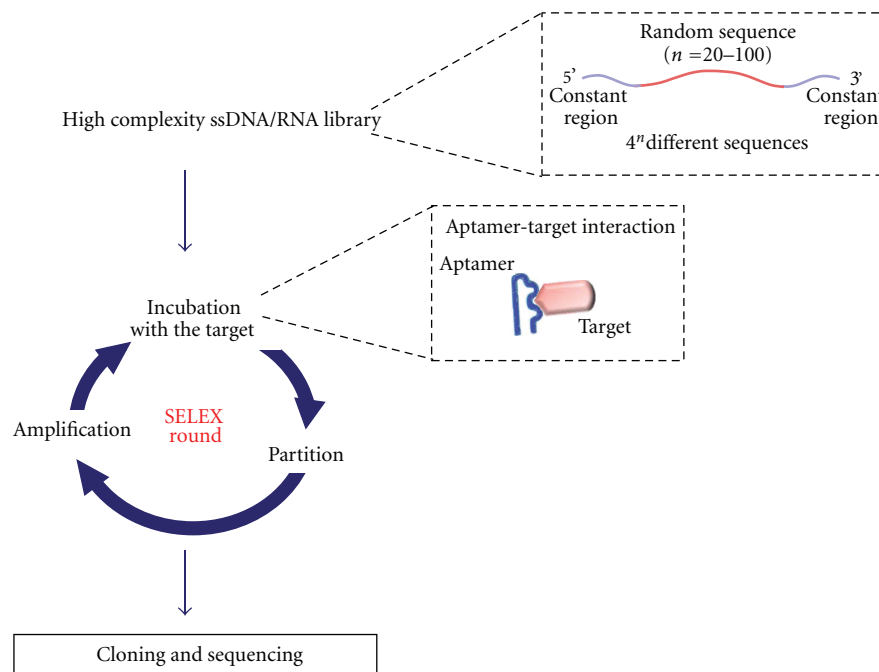 Random sequence
(n =20–100)
5’
3’
Constant
region
Constant
region
4ⁿ different sequences
High complexity ssDNA/RNA library
Aptamer-target interaction
Aptamer
Target
Incubation
with the target
SELEX
round
Amplification
Partition
Cloning and sequencing